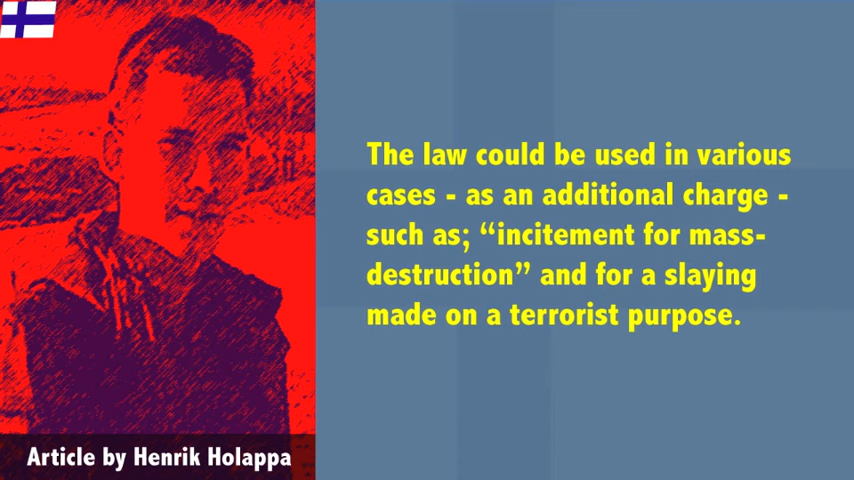 The law could be used in various
cases - as an additional charge -
such as; “incitement for mass-
destruction” and for a slaying
made on a terrorist purpose.
Article by Henrik Holappa